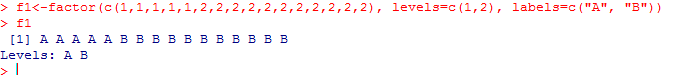 > f1<-factor(c(1,1,1,1,1,2,2,2,2,2,2,2,2,2,2,2,2), levels=c(1,2), labels=c("A", "B"))
> f1
 [1] A A A A A B B B B B B B B B B B B
Levels: A B
>